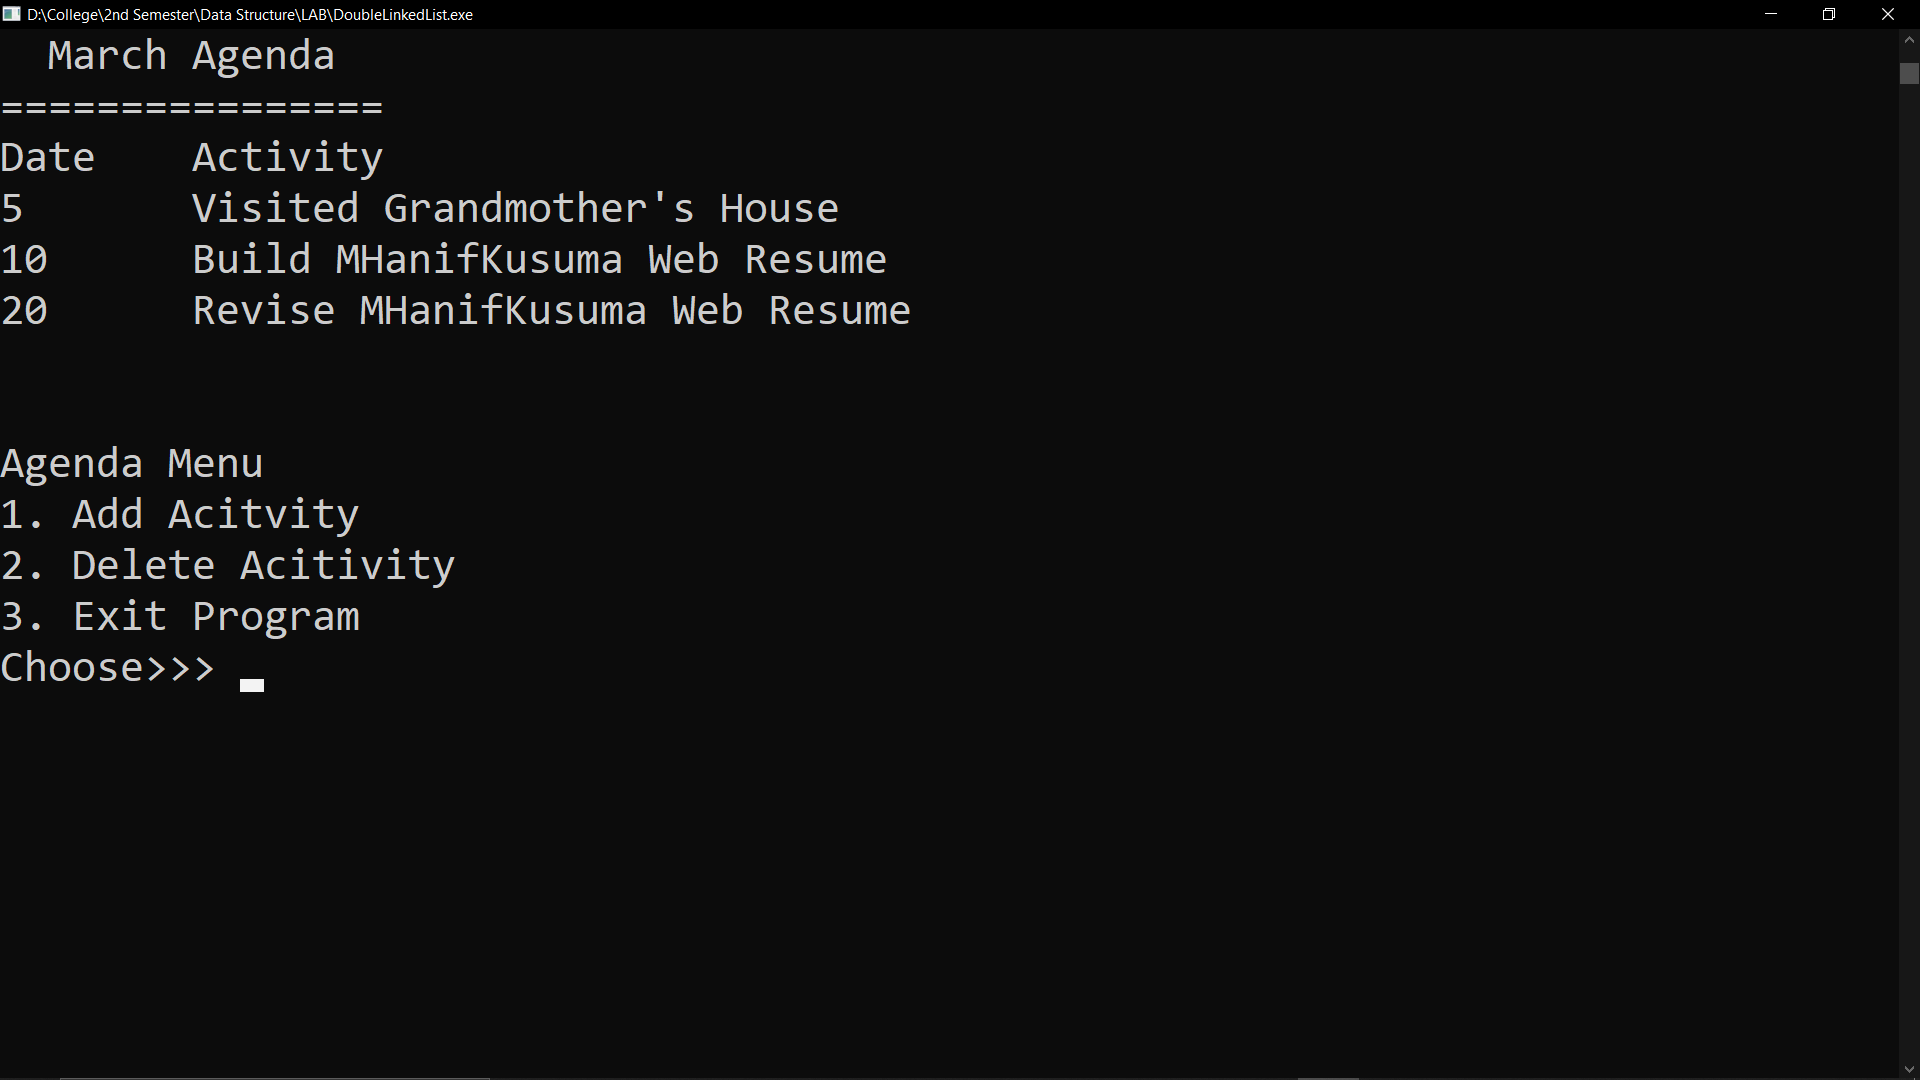 D:\College\2nd Semester\Data Structure\LAB\DoubleLinkedList.exe
March Agenda
================
Date Activity
5 Visited Grandmother's House
10 Build MHanifKusuma Web Resume
20 Revise MHanifKusuma Web Resume
Agenda Menu
1. Add Acitvity
2. Delete Acitivity
3. Exit Program
Choose>>>